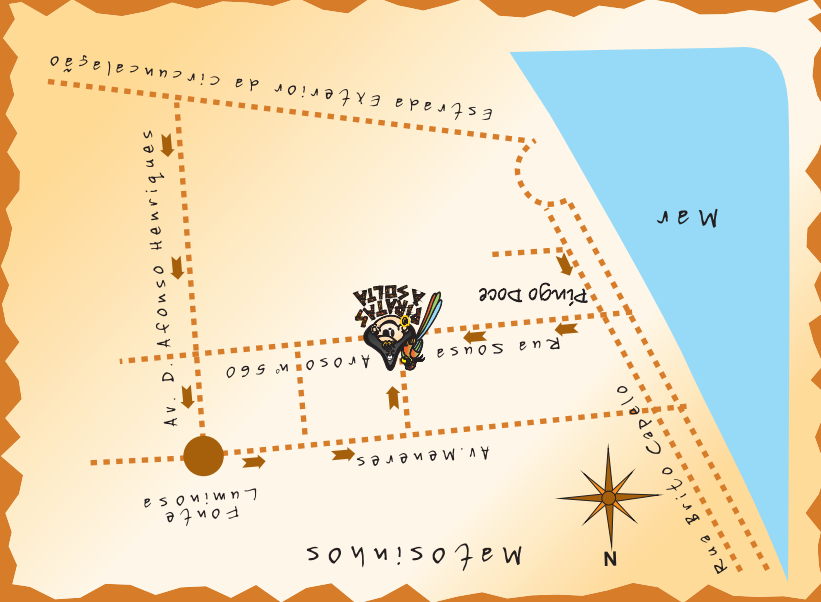 Matosinhos
N
Fonte
Luminosa
Av. Meneres
Rua Brito Capelo
Av. D. Afonso Henriques
Rua Sousa Aroso nº 560
PIRATAS
À SOLTA
Pingo Doce
Mar
Estrada Exterior da circuncalação